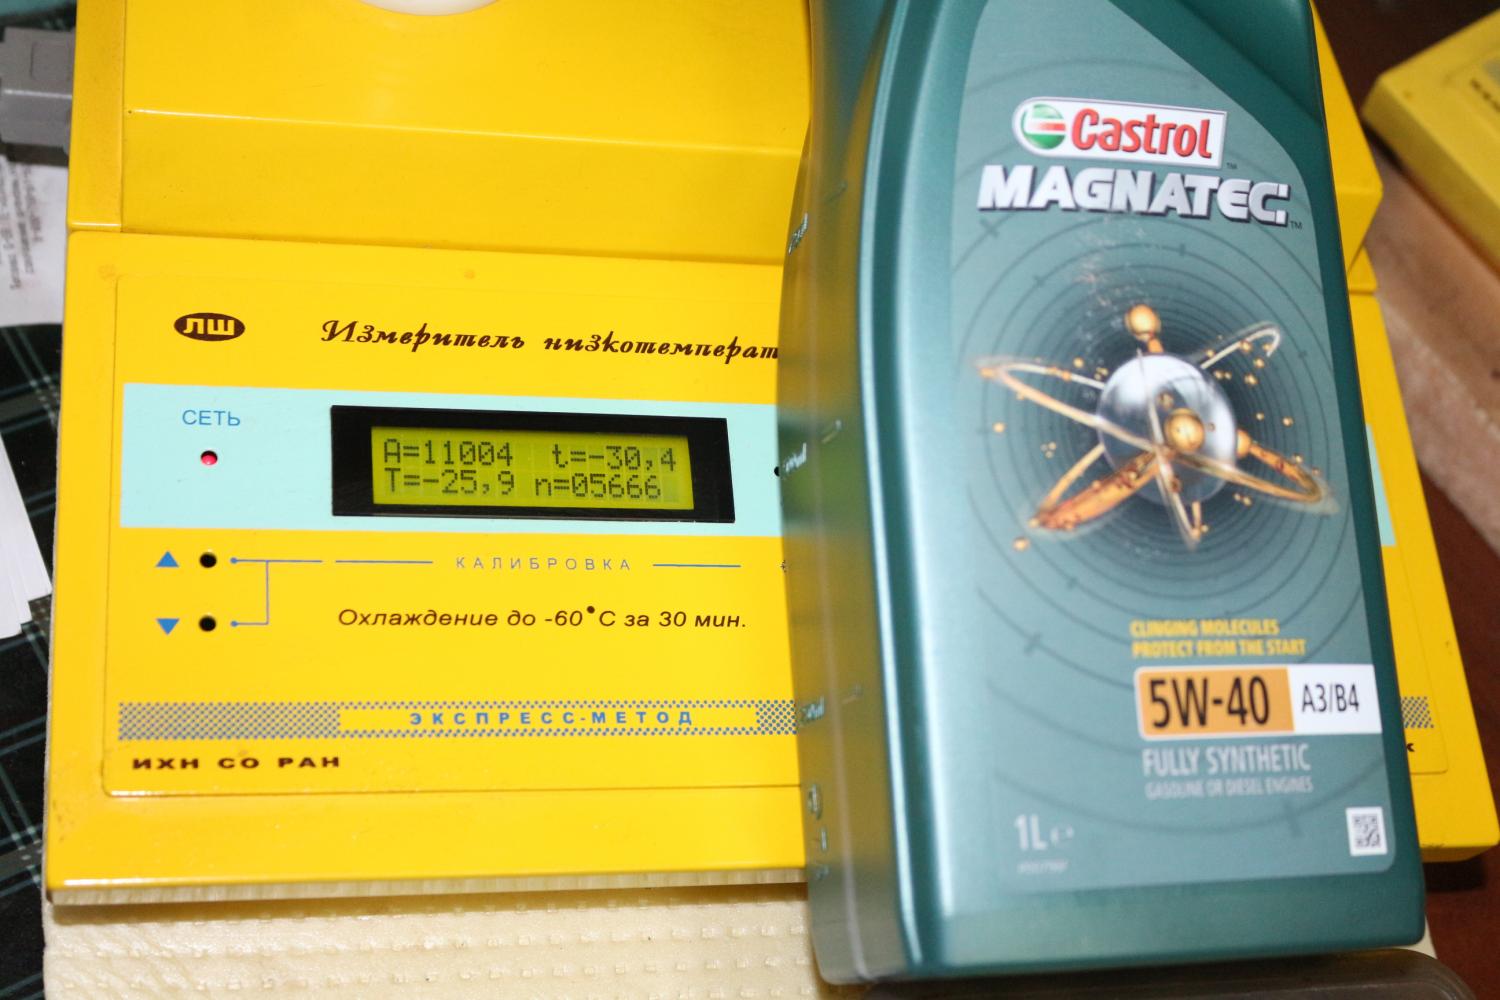 ЛШ
Измеритель низкотемперат
СЕТЬ
A=11004 t=-30,4
T=-25,9 n=05666
КАЛИБРОВКА
Охлаждение до -60°С за 30 мин.
ЭКСПРЕСС-МЕТОД
ИХН СО РАН
Castrol
MAGNATEC
CLINGING MOLECULES
PROTECT FROM THE START
5W-40 A3/B4
FULLY SYNTHETIC
GASOLINE OR DIESEL ENGINES
1L e